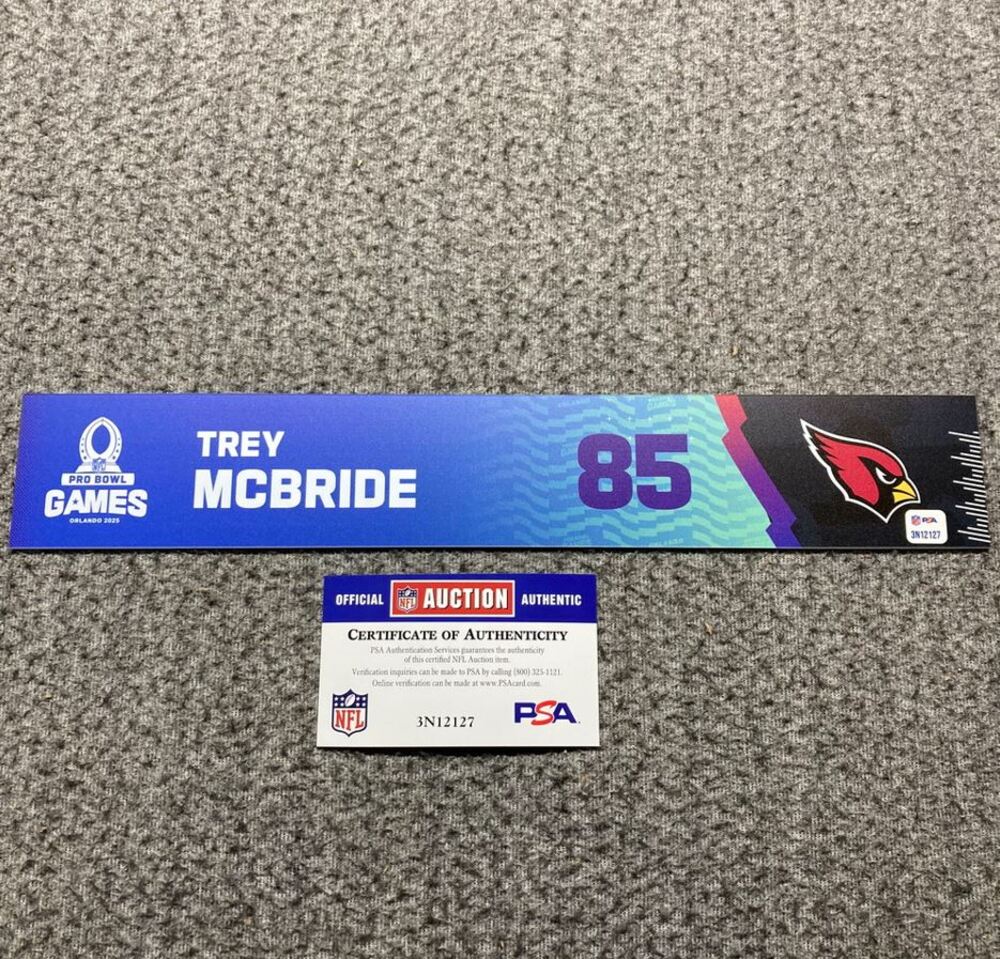 PRO BOWL
GAMES
ORLANDO 2025
TREY
MCBRIDE
85
PSA
3N12127
OFFICIAL NFL AUCTION AUTHENTIC
CERTIFICATE OF AUTHENTICITY
PSA Authentication Services guarantees the authenticity
of this certified NFL Auction item.
Verification inquiries can be made to PSA by calling (800) 325-1121.
Online verification can be made at www.PSAcard.com.
NFL
3N12127
PSA